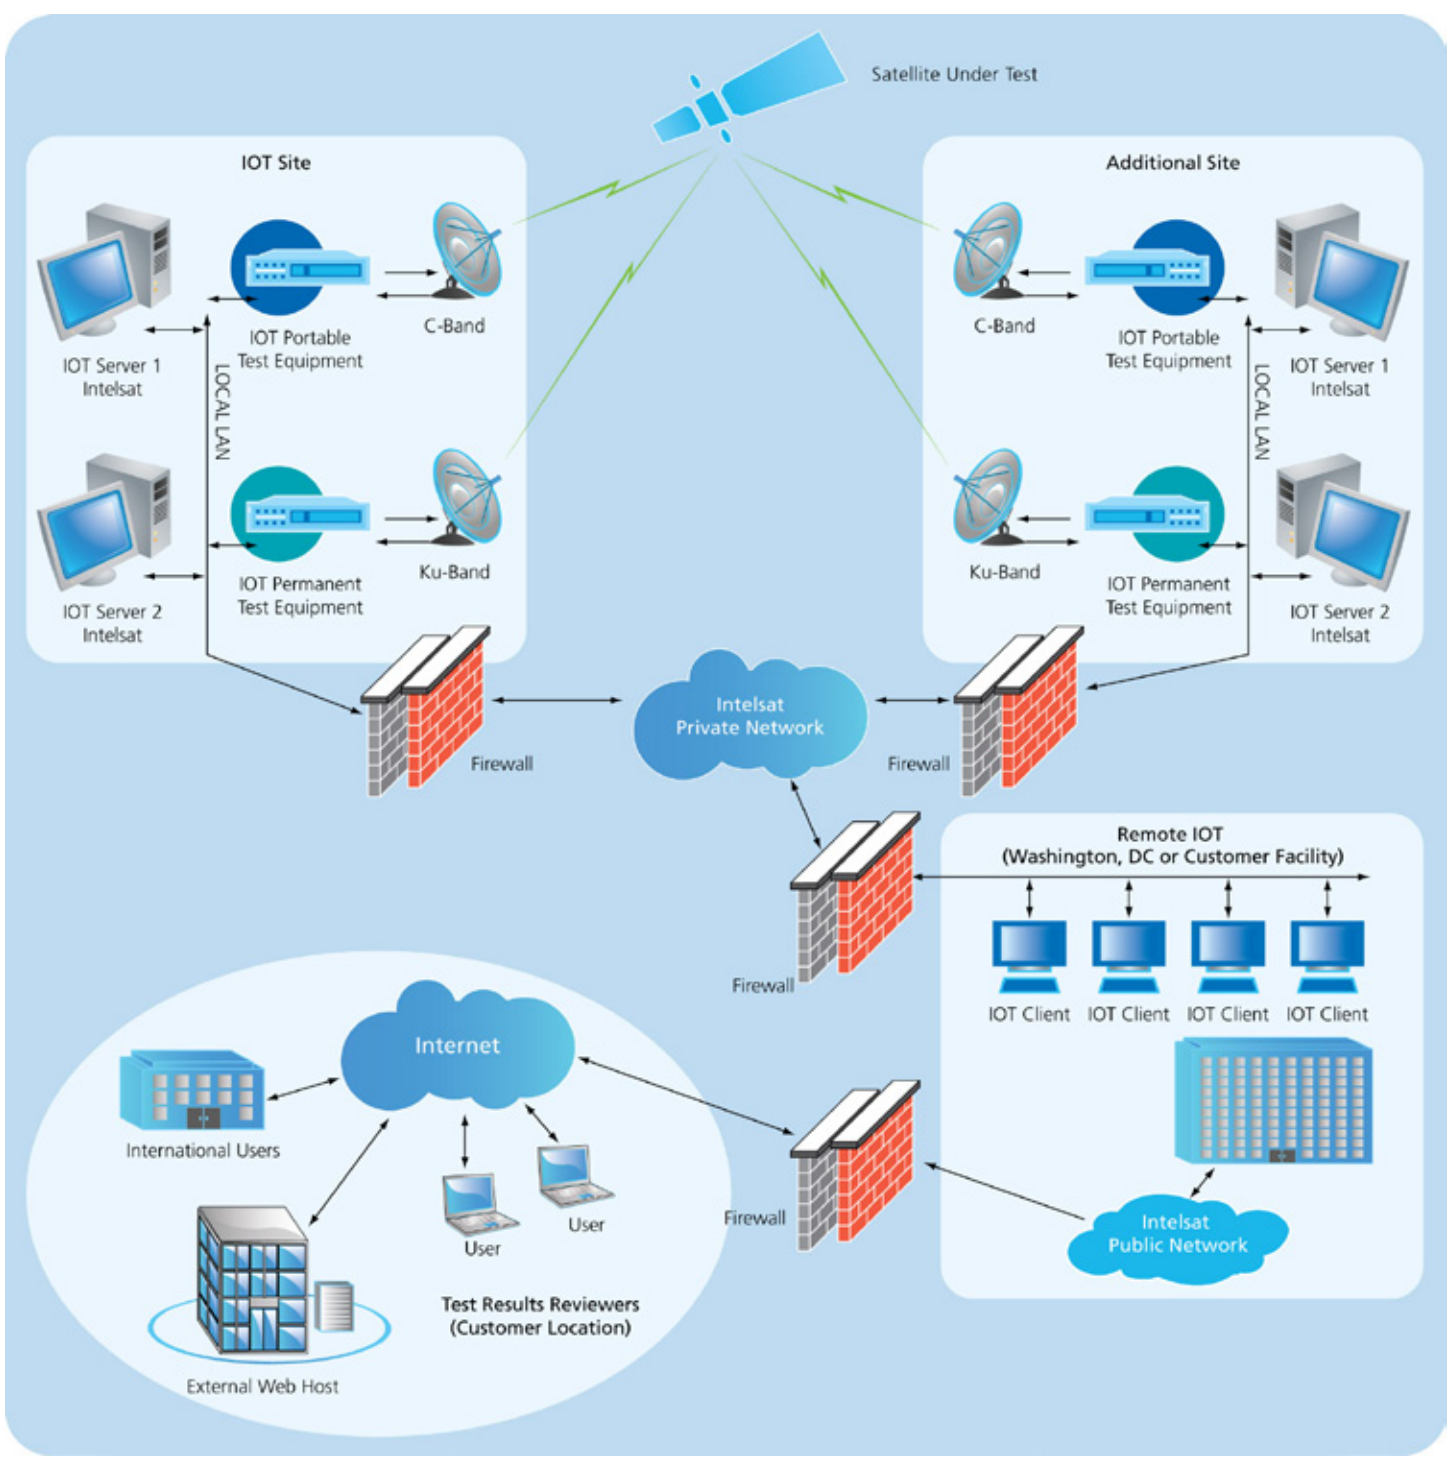 Satellite Under Test
IOT Site
IOT Server 1
Intelsat
IOT Portable
Test Equipment
C-Band
LOCAL LAN
IOT Server 2
Intelsat
IOT Permanent
Test Equipment
Ku-Band
Additional Site
C-Band
IOT Portable
Test Equipment
IOT Server 1
Intelsat
LOCAL LAN
Ku-Band
IOT Permanent
Test Equipment
IOT Server 2
Intelsat
Firewall
Intelsat
Private Network
Firewall
Firewall
Remote IOT
(Washington, DC or Customer Facility)
IOT Client
IOT Client
IOT Client
IOT Client
Intelsat
Public Network
Firewall
Internet
International Users
User
User
External Web Host
Test Results Reviewers
(Customer Location)